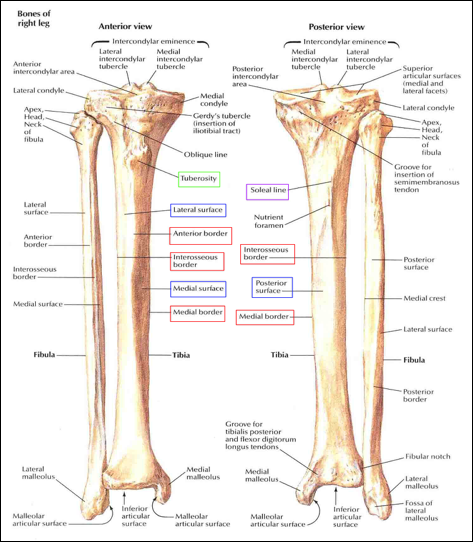 Bones of
right leg
Anterior view
Intercondylar eminence
Lateral
intercondylar
tubercle
Medial
intercondylar
tubercle
Anterior
intercondylar area
Lateral condyle
Apex,
Head,
Neck
of
fibula
Medial
condyle
Gerdy's tubercle
(insertion of
iliotibial tract)
Oblique line
Tuberosity
Lateral
surface
Lateral surface
Anterior
border
Anterior border
Interosseous
border
Interosseous
border
Medial surface
Medial surface
Medial border
Fibula
Tibia
Lateral
malleolus
Medial
malleolus
Malleolar
articular surface
Inferior
articular
surface
Malleolar
articular surface
Posterior view
Intercondylar eminence
Medial
intercondylar
tubercle
Lateral
intercondylar
tubercle
Posterior
intercondylar
area
Superior
articular surfaces
(medial and
lateral facets)
Lateral condyle
Apex,
Head,
Neck
of
fibula
Groove for
insertion of
semimembranosus
tendon
Soleal line
Nutrient
foramen
Interosseous
border
Posterior
surface
Posterior
surface
Medial crest
Medial border
Lateral surface
Tibia
Fibula
Posterior
border
Groove for
tibialis posterior
and flexor digitorum
longus tendons
Fibular notch
Medial
malleolus
Lateral
malleolus
Malleolar
articular surface
Inferior
articular
surface
Fossa of
lateral
malleolus